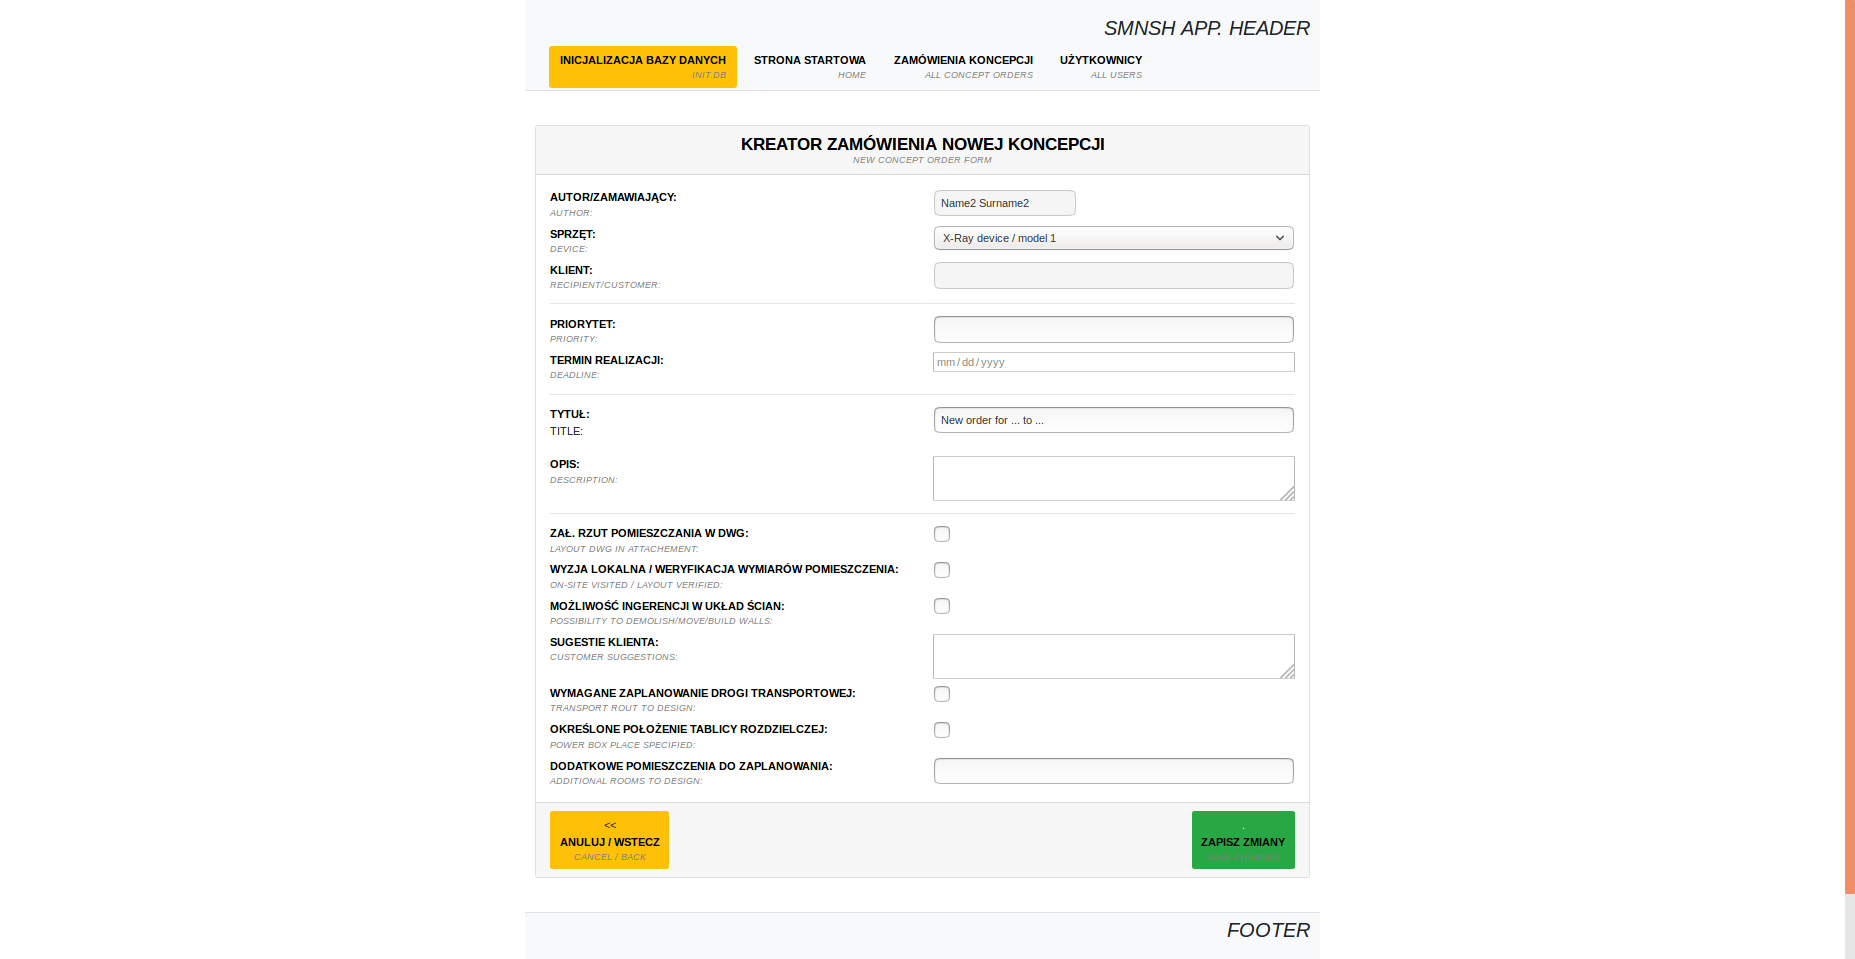 SMNSH APP. HEADER
INICJALIZACJA BAZY DANYCH
INIT.DB
STRONA STARTOWA
HOME
ZAMÓWIENIA KONCEPCJI
ALL CONCEPT ORDERS
UŻYTKOWNICY
ALL USERS
KREATOR ZAMÓWIENIA NOWEJ KONCEPCJI
NEW CONCEPT ORDER FORM
AUTOR/ZAMAWIAJĄCY:
AUTHOR:
Name2 Surname2
SPRZĘT:
DEVICE:
X-Ray device / model 1
KLIENT:
RECIPIENT/CUSTOMER:
PRIORYTET:
PRIORITY:
TERMIN REALIZACJI:
DEADLINE:
mm / dd / yyyy
TYTUŁ:
TITLE:
New order for ... to ...
OPIS:
DESCRIPTION:
ZAŁ. RZUT POMIESZCZANIA W DWG:
LAYOUT DWG IN ATTACHEMENT:
WYZJA LOKALNA / WERYFIKACJA WYMIARÓW POMIESZCZENIA:
ON-SITE VISITED / LAYOUT VERIFIED:
MOŻLIWOŚĆ INGERENCJI W UKŁAD ŚCIAN:
POSSIBILITY TO DEMOLISH/MOVE/BUILD WALLS:
SUGESTIE KLIENTA:
CUSTOMER SUGGESTIONS:
WYMAGANE ZAPLANOWANIE DROGI TRANSPORTOWEJ:
TRANSPORT ROUT TO DESIGN:
OKREŚLONE POŁOŻENIE TABLICY ROZDZIELCZEJ:
POWER BOX PLACE SPECIFIED:
DODATKOWE POMIESZCZENIA DO ZAPLANOWANIA:
ADDITIONAL ROOMS TO DESIGN:
<<
ANULUJ / WSTECZ
CANCEL / BACK
.
ZAPISZ ZMIANY
FOOTER